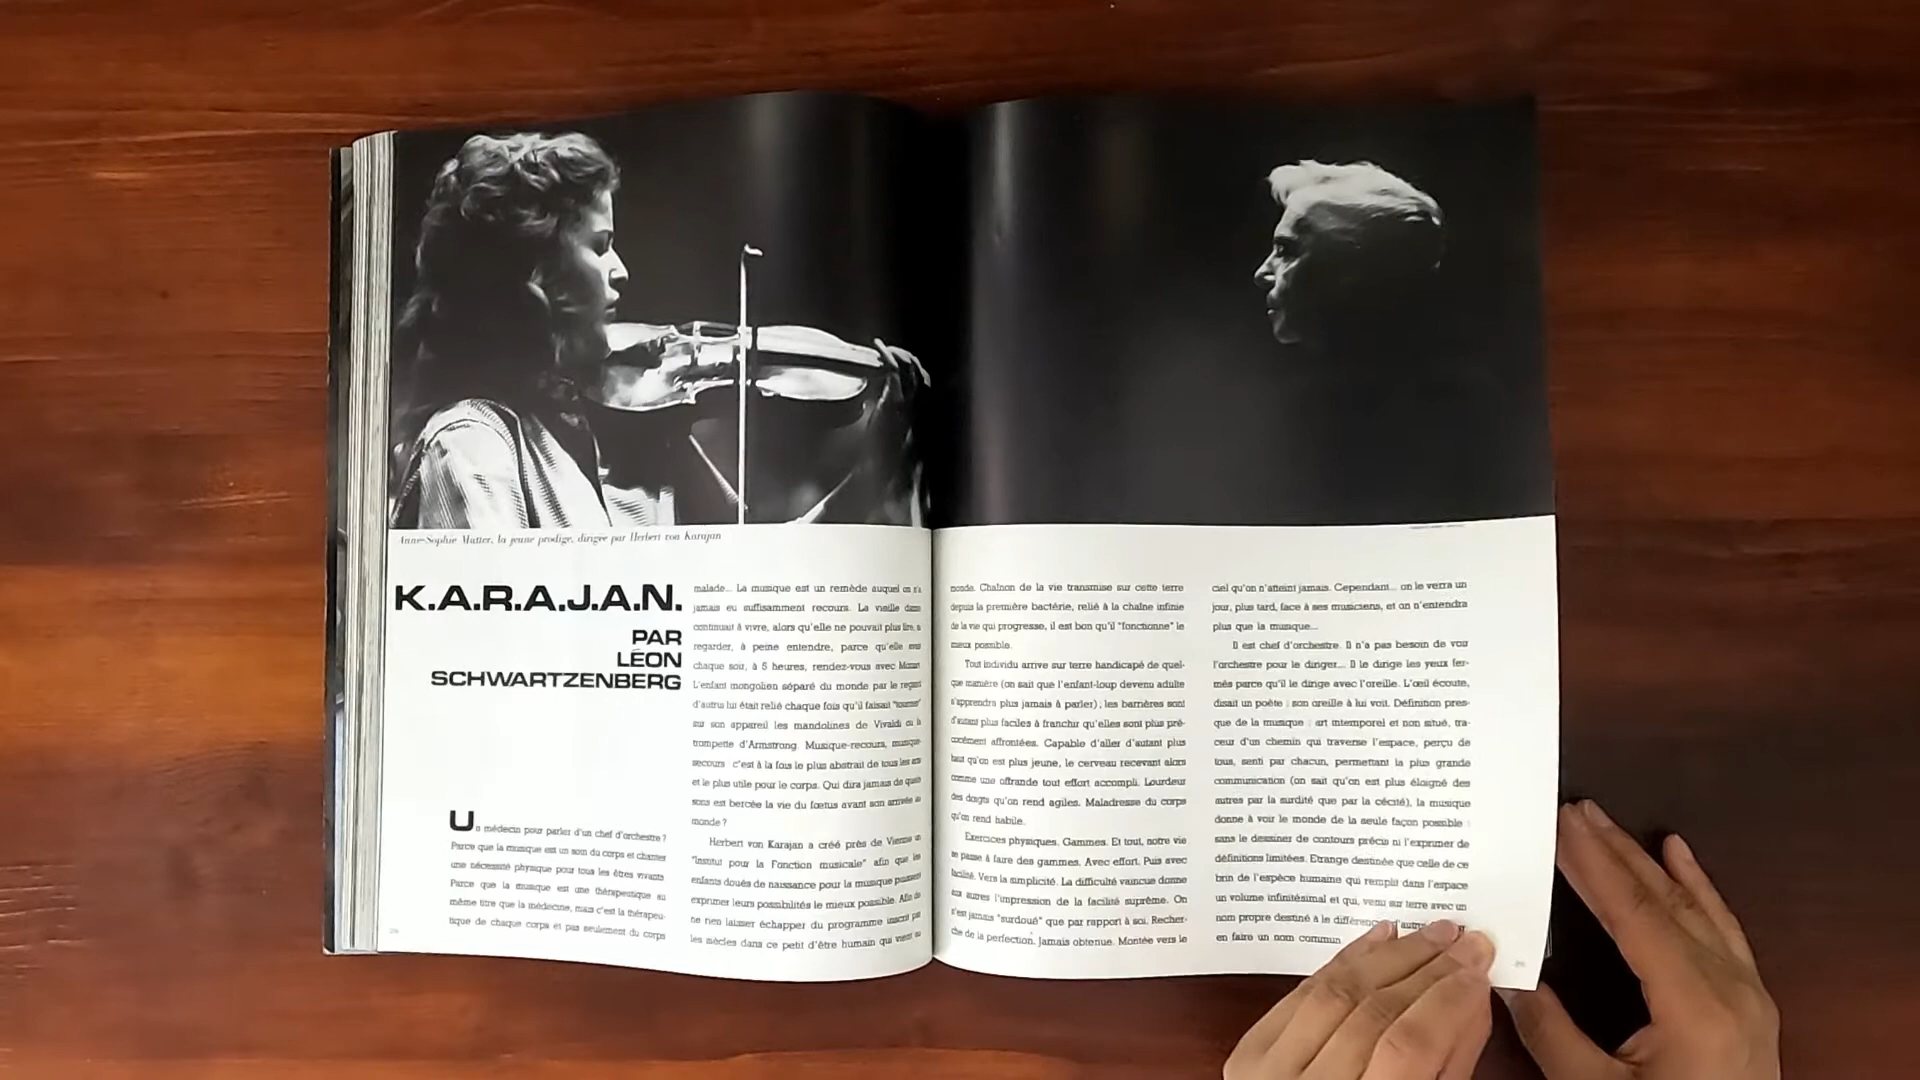 Anne-Sophie Mutter, la jeune prodige, dirigée par Herbert von Karajan
K.A.R.A.J.A.N.
PAR
LÉON
SCHWARTZENBERG
Un médecin pour parler d'un chef d'orchestre ?
Parce que la musique est un soin du corps et chanter
une nécessité physique pour tous les êtres vivants
Parce que la musique est une thérapeutique au
même titre que la médecine, mais c'est la thérapeu-
tique de chaque corps et pas seulement du corps
malade... La musique est un remède auquel on n'a
jamais eu suffisamment recours. La vieille dame
continuait à vivre, alors qu'elle ne pouvait plus lire, à
regarder, à peine entendre, parce qu'elle
chaque soir, à 5 heures, rendez-vous avec Mozart
L'enfant mongolien séparé du monde par le regard
d'autrui lui était relié chaque fois qu'il faisait "tourner"
sur son appareil les mandolines de Vivaldi ou la
trompette d'Armstrong. Musique-recours, musique-
secours : c'est à la fois le plus abstrait de tous les arts
et le plus utile pour le corps. Qui dira jamais de quels
sons est bercée la vie du fœtus avant son arrivée au
monde ?
Herbert von Karajan a créé près de Vienne un
"Institut pour la Fonction musicale" afin que les
enfants doués de naissance pour la musique puissent
exprimer leurs possibilités le mieux possible. Afin de
ne rien laisser échapper du programme inscrit par
les siècles dans ce petit d'être humain qui vient au
monde. Chaînon de la vie transmise sur cette terre
depuis la première bactérie, relié à la chaîne infinie
de la vie qui progresse, il est bon qu'il "fonctionne" le
mieux possible.
Tout individu arrive sur terre handicapé de quel-
que manière (on sait que l'enfant-loup devenu adulte
n'apprendra plus jamais à parler) ; les barrières sont
d'autant plus faciles à franchir qu'elles sont plus pré-
cocement affrontées. Capable d'aller d'autant plus
haut qu'on est plus jeune, le cerveau recevant alors
comme une offrande tout effort accompli. Lourdeur
des doigts qu'on rend agiles. Maladresse du corps
qu'on rend habile.
Exercices physiques. Gammes. Et tout, notre vie
se passe à faire des gammes. Avec effort. Puis avec
facilité. Vers la simplicité. La difficulté vaincue donne
aux autres l'impression de la facilité suprême. On
n'est jamais "surdoué" que par rapport à soi. Recher-
che de la perfection. Jamais obtenue. Montée vers le
ciel qu'on n'atteint jamais. Cependant... on le verra un
jour, plus tard, face à ses musiciens, et on n'entendra
plus que la musique...
Il est chef d'orchestre. Il n'a pas besoin de voir
l'orchestre pour le diriger... Il le dirige les yeux fer-
més parce qu'il le dirige avec l'oreille. L'œil écoute,
disait un poète ; son oreille à lui voit. Définition pres-
que de la musique : art intemporel et non situé, tra-
ceur d'un chemin qui traverse l'espace, perçu de
tous, senti par chacun, permettant la plus grande
communication (on sait qu'on est plus éloigné des
autres par la surdité que par la cécité), la musique
donne à voir le monde de la seule façon possible :
sans le dessiner de contours précis ni l'exprimer de
définitions limitées. Etrange destinée que celle de ce
brin de l'espèce humaine qui remplit dans l'espace
un volume infinitésimal et qui, venu sur terre avec un
nom propre destiné à le différencier d'autrui
en faire un nom commun